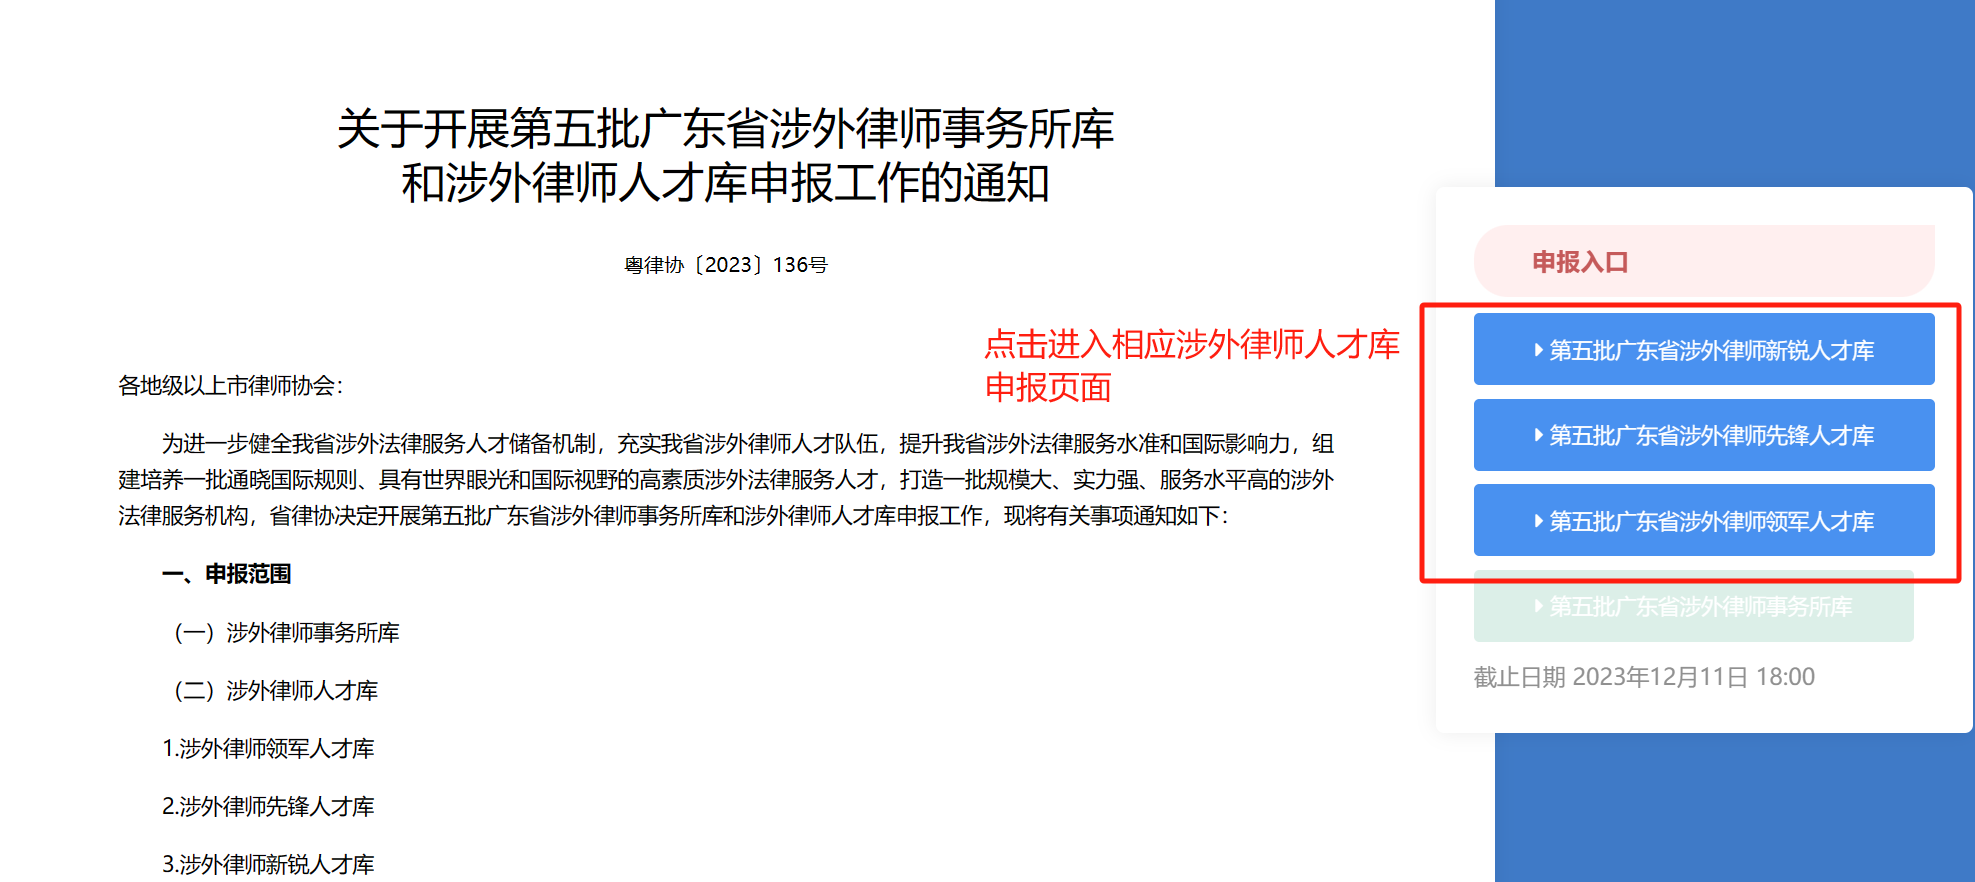 关于开展第五批广东省涉外律师事务所库
和涉外律师人才库申报工作的通知
粤律协〔2023〕136号
各地级以上市律师协会：
为进一步健全我省涉外法律服务人才储备机制，充实我省涉外律师人才队伍，提升我省涉外法律服务水准和国际影响力，组
建培养一批通晓国际规则、具有世界眼光和国际视野的高素质涉外法律服务人才，打造一批规模大、实力强、服务水平高的涉外
法律服务机构，省律协决定开展第五批广东省涉外律师事务所库和涉外律师人才库申报工作，现将有关事项通知如下：
一、申报范围
（一）涉外律师事务所库
（二）涉外律师人才库
1.涉外律师领军人才库
2.涉外律师先锋人才库
3.涉外律师新锐人才库
点击进入相应涉外律师人才库
申报页面
申报入口
第五批广东省涉外律师新锐人才库
第五批广东省涉外律师先锋人才库
第五批广东省涉外律师领军人才库
第五批广东省涉外律师事务所库
截止日期 2023年12月11日 18:00